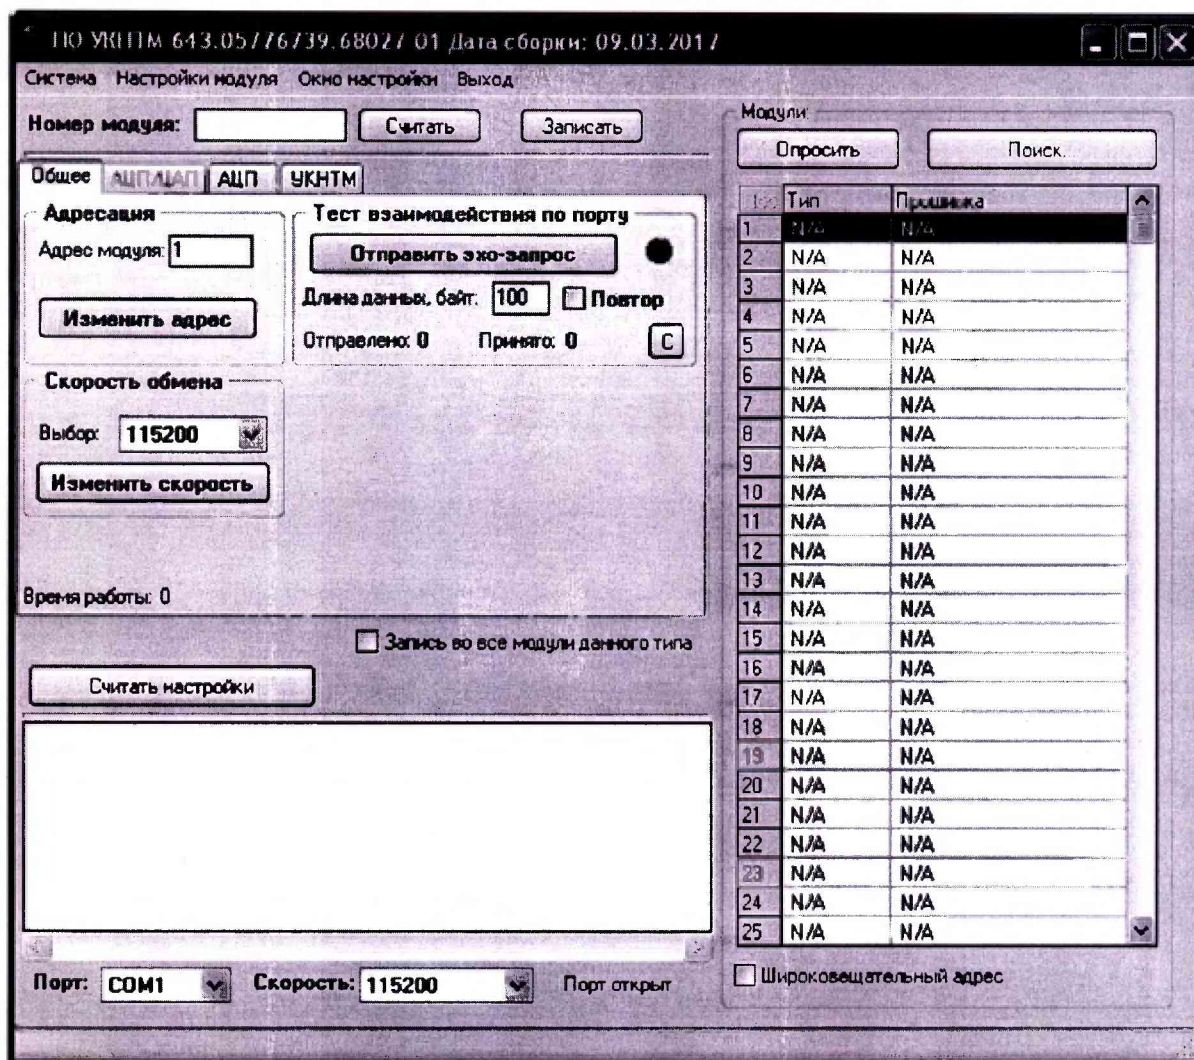 ПО УКНТМ 643.05776739.68027 01 Дата сборки: 09.03.2017
Система Настройки модуля Окно настройки Выход
Номер модуля: Считать Записать
Общее АЦП/ЦАП АЦП УКНТМ
Адресация
Адрес модуля: 1
Изменить адрес
Тест взаимодействия по порту
Отправить эхо-запрос
Длина данных, байт: 100 Повтор
Отправлено: 0 Принято: 0 С
Скорость обмена
Выбор: 115200
Изменить скорость
Время работы: 0
Запись во все модули данного типа
Считать настройки
Порт: COM1 Скорость: 115200 Порт открыт
Модули:
Опросить Поиск
Тип Прошивка
1 N/A N/A
2 N/A N/A
3 N/A N/A
4 N/A N/A
5 N/A N/A
6 N/A N/A
7 N/A N/A
8 N/A N/A
9 N/A N/A
10 N/A N/A
11 N/A N/A
12 N/A N/A
13 N/A N/A
14 N/A N/A
15 N/A N/A
16 N/A N/A
17 N/A N/A
18 N/A N/A
19 N/A N/A
20 N/A N/A
21 N/A N/A
22 N/A N/A
23 N/A N/A
24 N/A N/A
25 N/A N/A
Широковещательный адрес